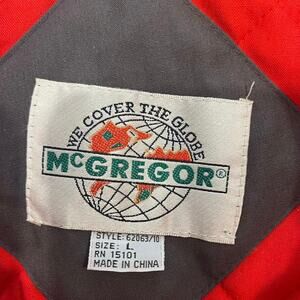 WE COVER THE GLOBE
McGREGOR®
STYLE: 62063/10
SIZE: L
RN 15101
MADE IN CHINA